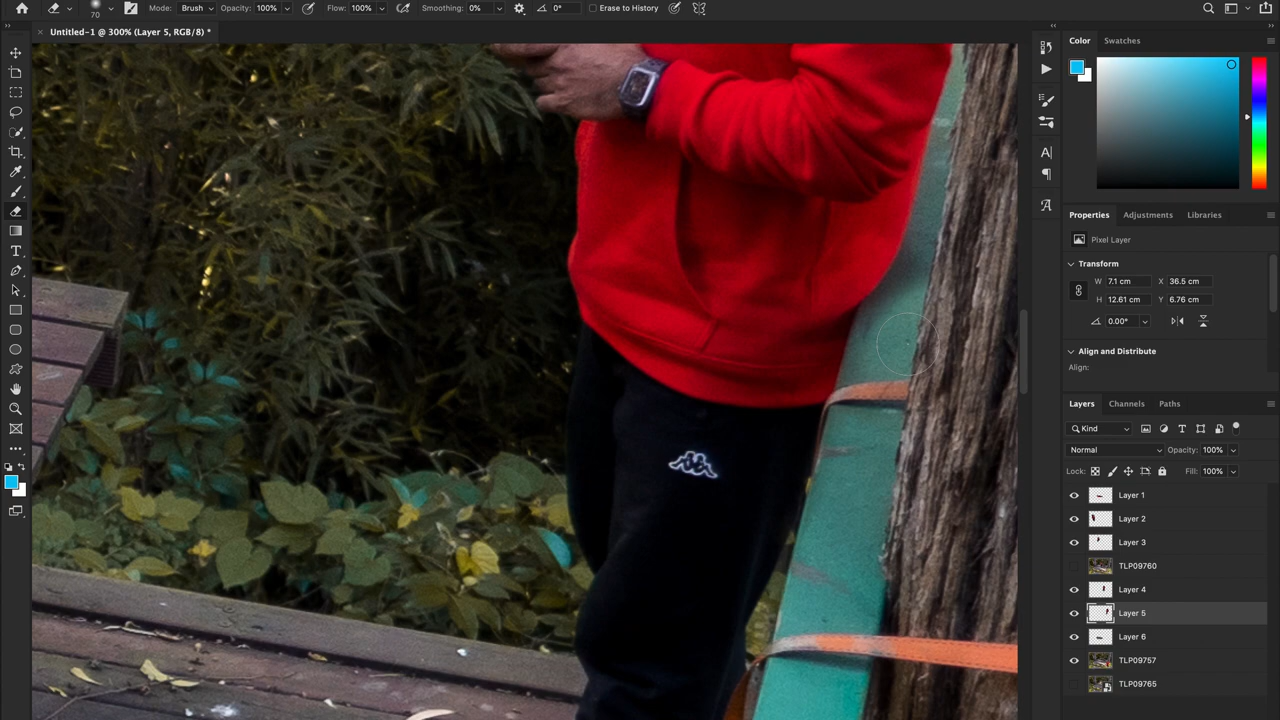 70
Mode: Brush Opacity: 100% Flow: 100% Smoothing: 0% 0° Erase to History
× Untitled-1 @ 300% (Layer 5, RGB/8) *
Color Swatches
Properties Adjustments Libraries
Pixel Layer
Transform
W 7.1 cm X 36.5 cm
H 12.61 cm Y 6.76 cm
0.00°
Align and Distribute
Align:
Layers Channels Paths
Kind
Normal Opacity: 100%
Lock: Fill: 100%
Layer 1
Layer 2
Layer 3
TLP09760
Layer 4
Layer 5
Layer 6
TLP09757
TLP09765